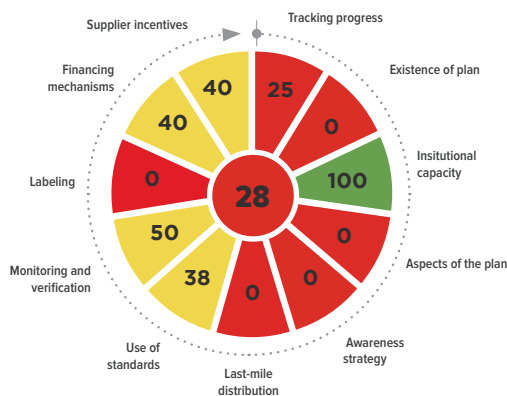 Supplier incentives
Tracking progress
Financing
mechanisms
Existence of plan
Insitutional
capacity
Labeling
Aspects of the plan
Monitoring and
verification
Awareness
strategy
Use of
standards
Last-mile
distribution
40
25
40
0
0
100
28
50
0
38
0
0